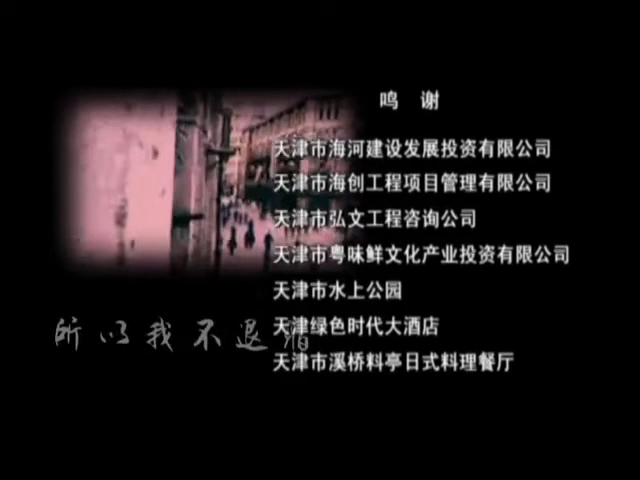 鸣 谢
天津市海河建设发展投资有限公司
天津市海创工程项目管理有限公司
天津市弘文工程咨询公司
天津市粤味鲜文化产业投资有限公司
天津市水上公园
天津绿色时代大酒店
天津市溪桥料亭日式料理餐厅
所以我不退缩